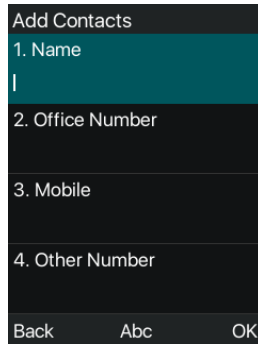 Add Contacts
1. Name
2. Office Number
3. Mobile
4. Other Number
Back Abc OK